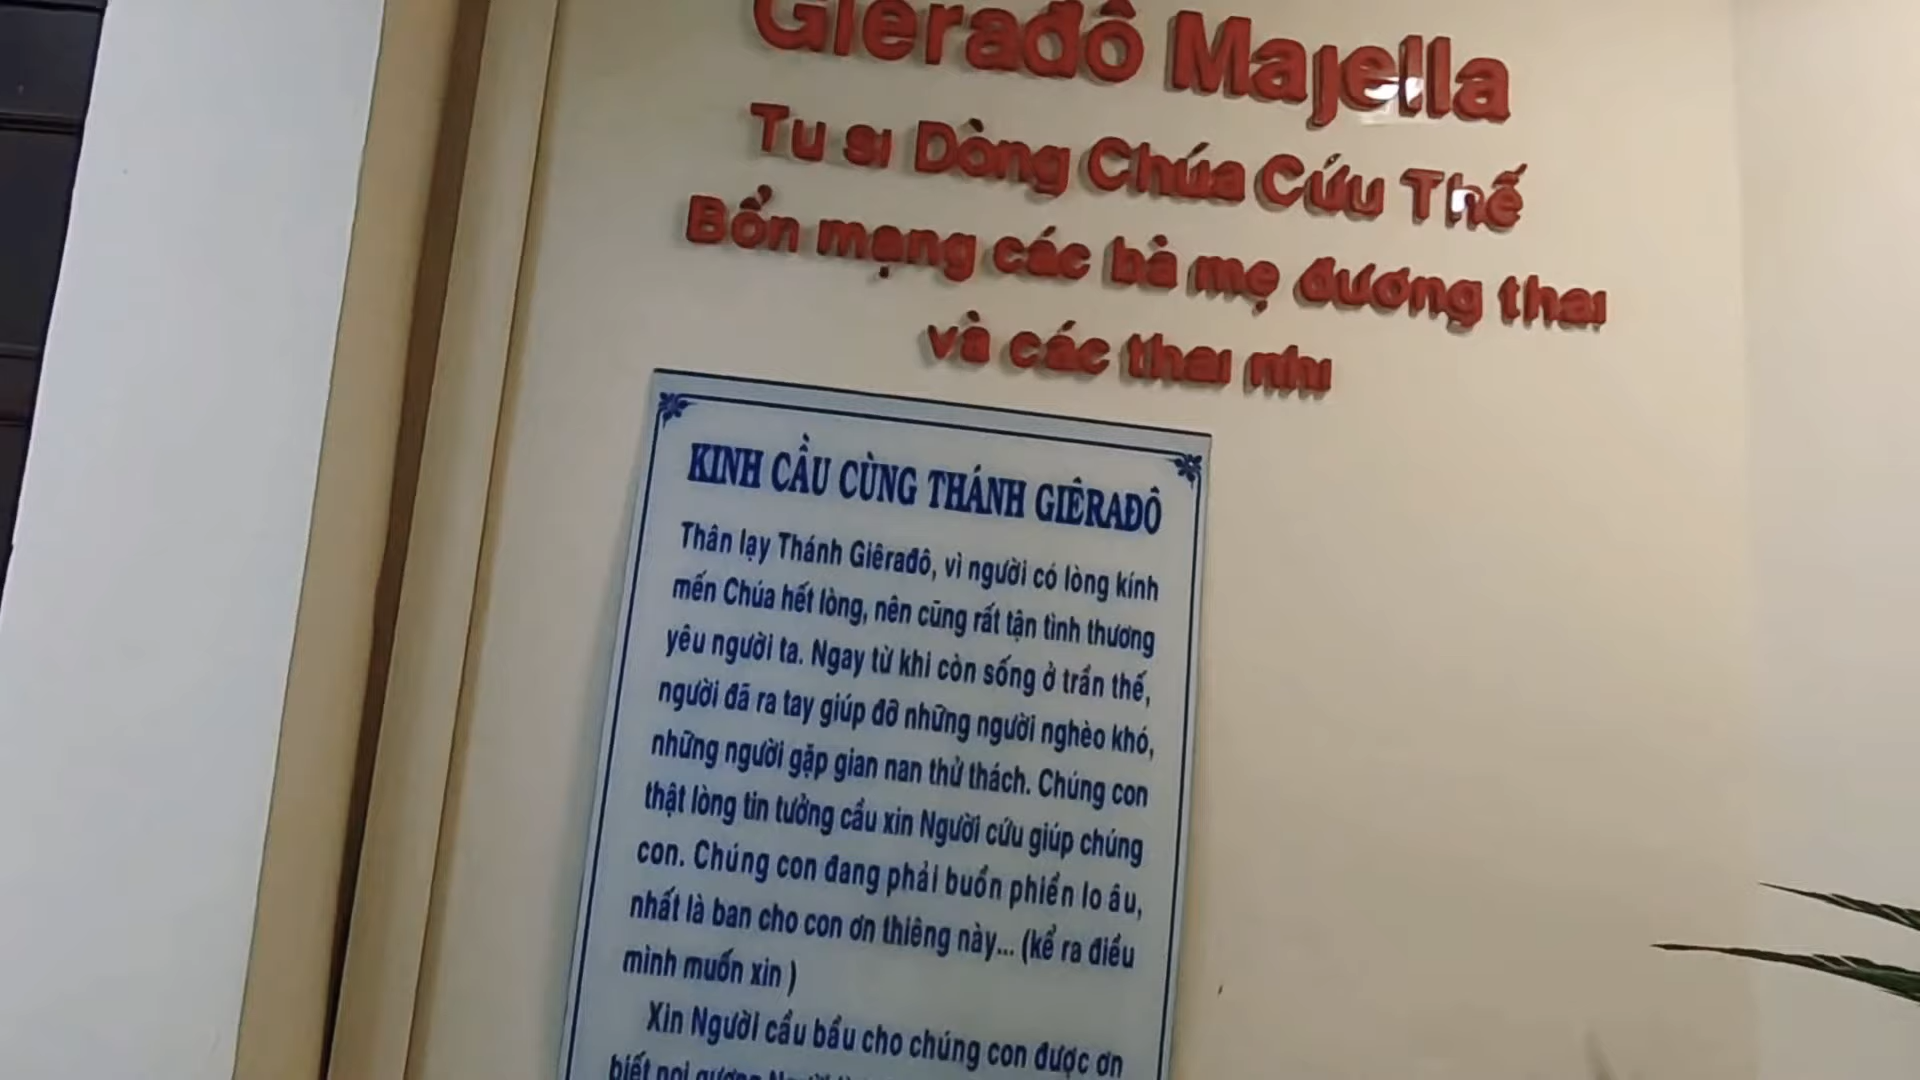 Giêrađô Majella
Tu sĩ Dòng Chúa Cứu Thế
Bổn mạng các bà mẹ đương thai
và các thai nhi
KINH CẦU CÙNG THÁNH GIÊRAĐÔ
Thân lạy Thánh Giêrađô, vì người có lòng kính
mến Chúa hết lòng, nên cũng rất tận tình thương
yêu người ta. Ngay từ khi còn sống ở trần thế,
người đã ra tay giúp đỡ những người nghèo khó,
những người gặp gian nan thử thách. Chúng con
thật lòng tin tưởng cầu xin Người cứu giúp chúng
con. Chúng con đang phải buồn phiền lo âu,
nhất là ban cho con ơn thiêng này... (kể ra điều
mình muốn xin )
Xin Người cầu bầu cho chúng con được ơn
biết noi gương